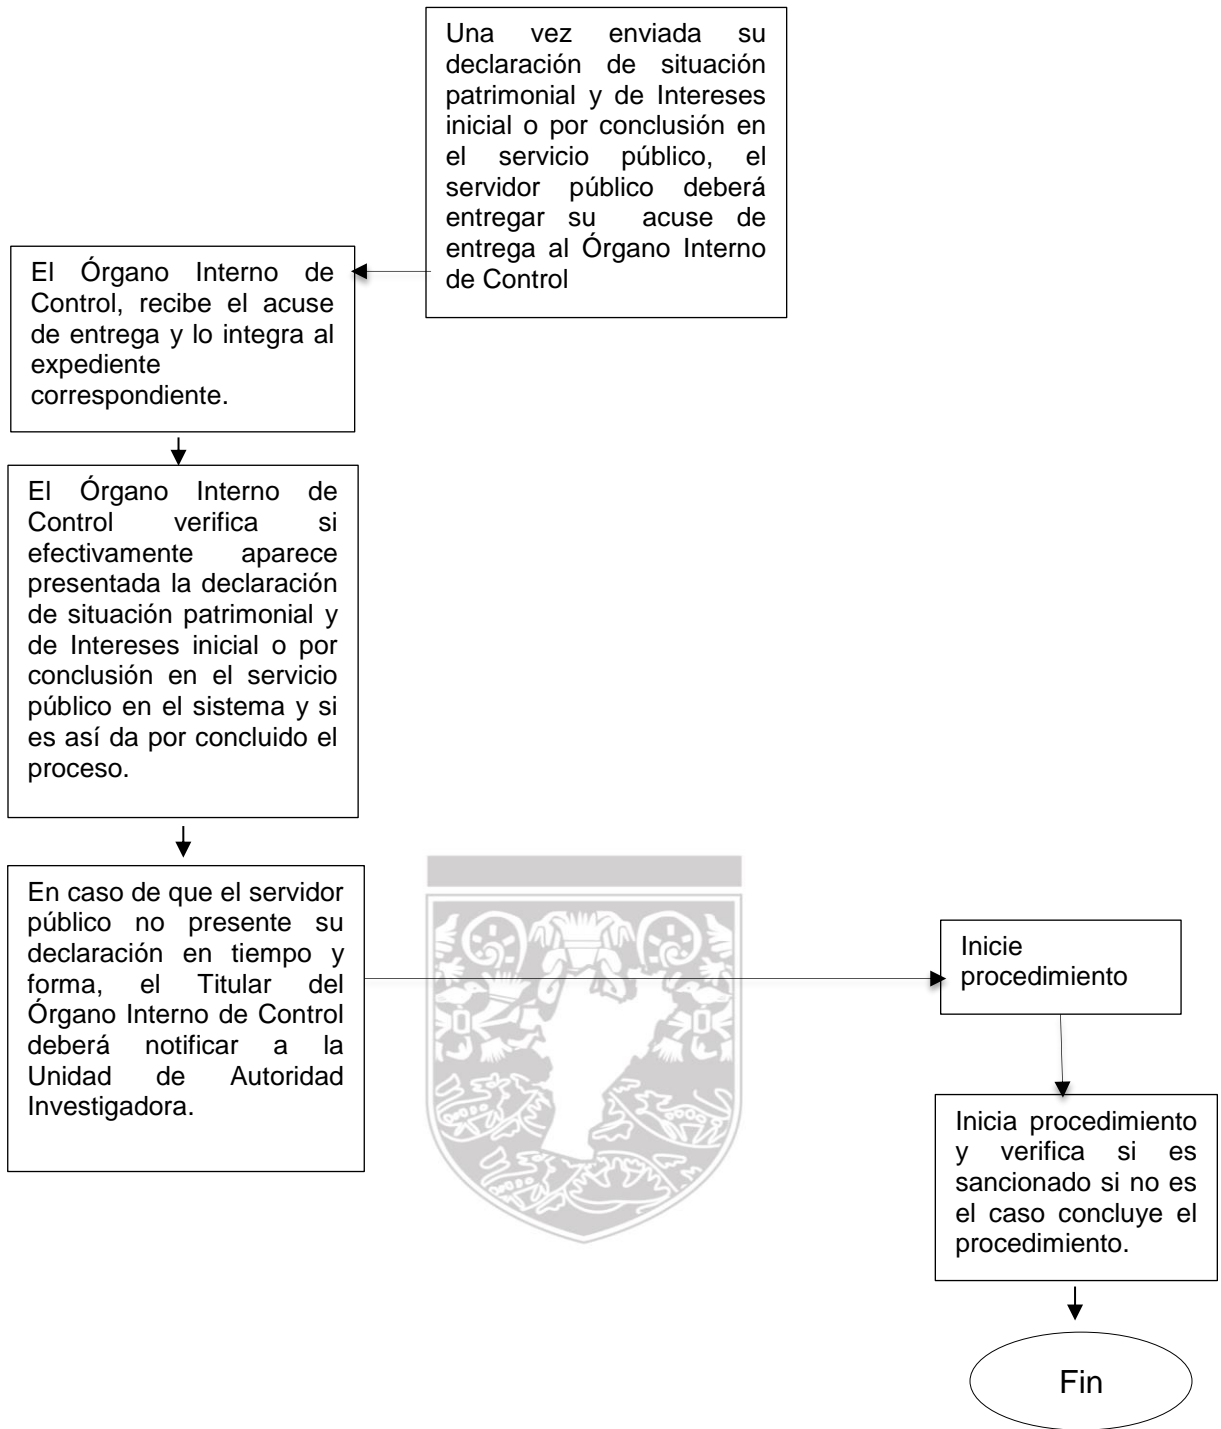 Una vez enviada su
declaración de situación
patrimonial y de Intereses
inicial o por conclusión en
el servicio público, el
servidor público deberá
entregar su acuse de
entrega al Órgano Interno
de Control
El Órgano Interno de
Control, recibe el acuse
de entrega y lo integra al
expediente
correspondiente.
El Órgano Interno de
Control verifica si
efectivamente aparece
presentada la declaración
de situación patrimonial y
de Intereses inicial o por
conclusión en el servicio
público en el sistema y si
es así da por concluido el
proceso.
En caso de que el servidor
público no presente su
declaración en tiempo y
forma, el Titular del
Órgano Interno de Control
deberá notificar a la
Unidad de Autoridad
Investigadora.
Inicie
procedimiento
Inicia procedimiento
y verifica si es
sancionado si no es
el caso concluye el
procedimiento.
Fin